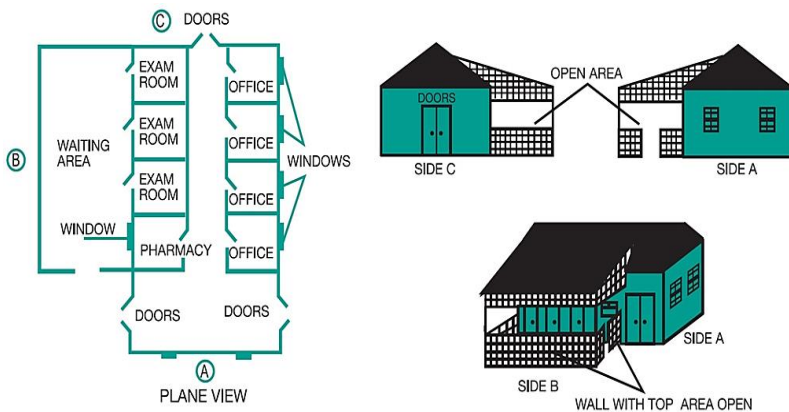 C DOORS
EXAM
ROOM
OFFICE
EXAM
ROOM
OFFICE
WAITING
AREA
B
WINDOWS
EXAM
ROOM
OFFICE
WINDOW
PHARMACY
OFFICE
DOORS
DOORS
A
PLANE VIEW
OPEN AREA
DOORS
SIDE C
SIDE A
SIDE A
SIDE B
WALL WITH TOP AREA OPEN